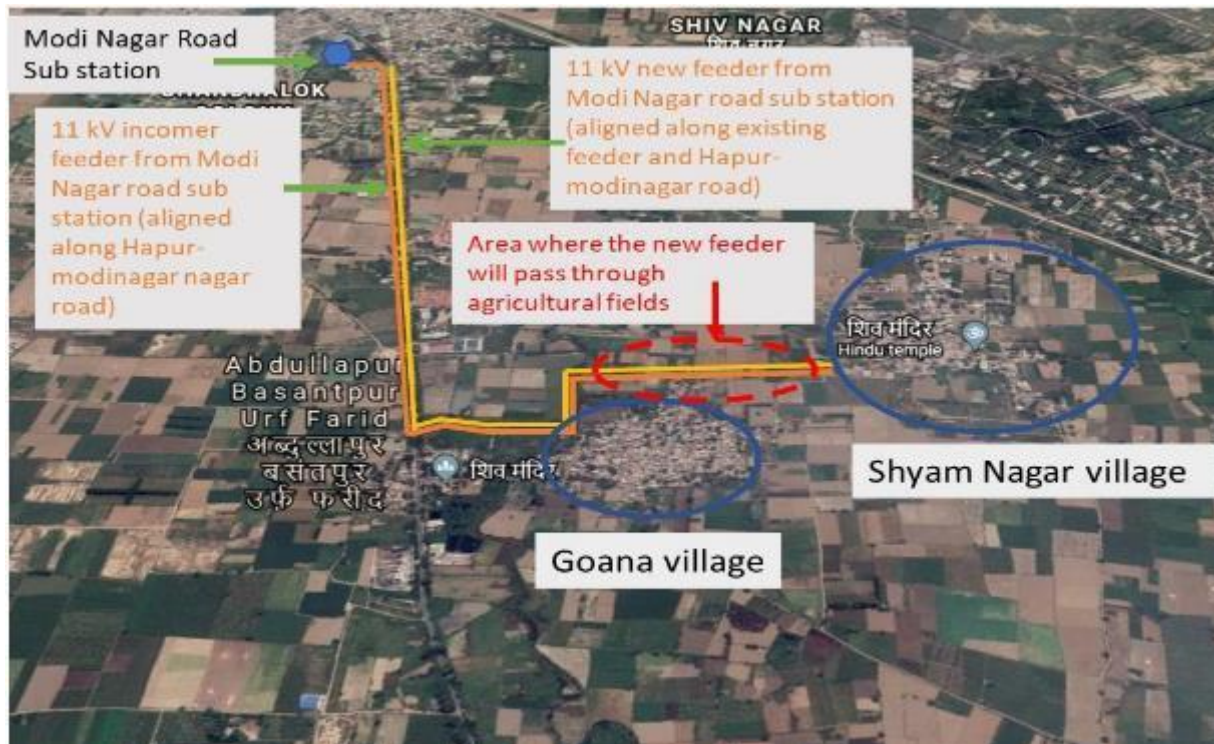 Modi Nagar Road
Sub station
SHIV NAGAR
11 kV incomer
feeder from Modi
Nagar road sub
station (aligned
along Hapur-
modinagar nagar
road)
11 kV new feeder from
Modi Nagar road sub station
(aligned along existing
feeder and Hapur-
modinagar road)
Area where the new feeder
will pass through
agricultural fields
शिव मंदिर
Hindu temple
Abdullapur
Basantpur
Urf Farid
अब्दुल्लापुर
बसंतपुर
उर्फ़ फरीद
शिव मंदिर
Shyam Nagar village
Goana village